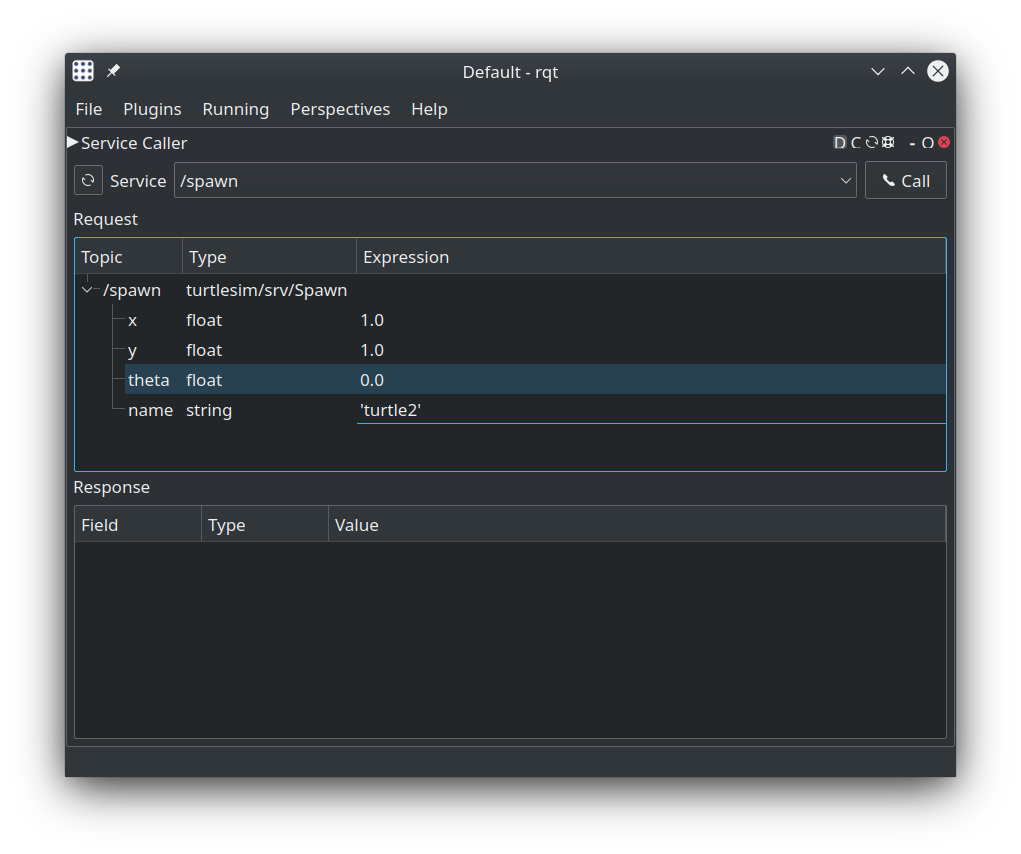 Default - rqt
File Plugins Running Perspectives Help
Service Caller D C - O
Service /spawn Call
Request
Topic Type Expression
/spawn turtlesim/srv/Spawn
x float 1.0
y float 1.0
theta float 0.0
name string 'turtle2'
Response
Field Type Value